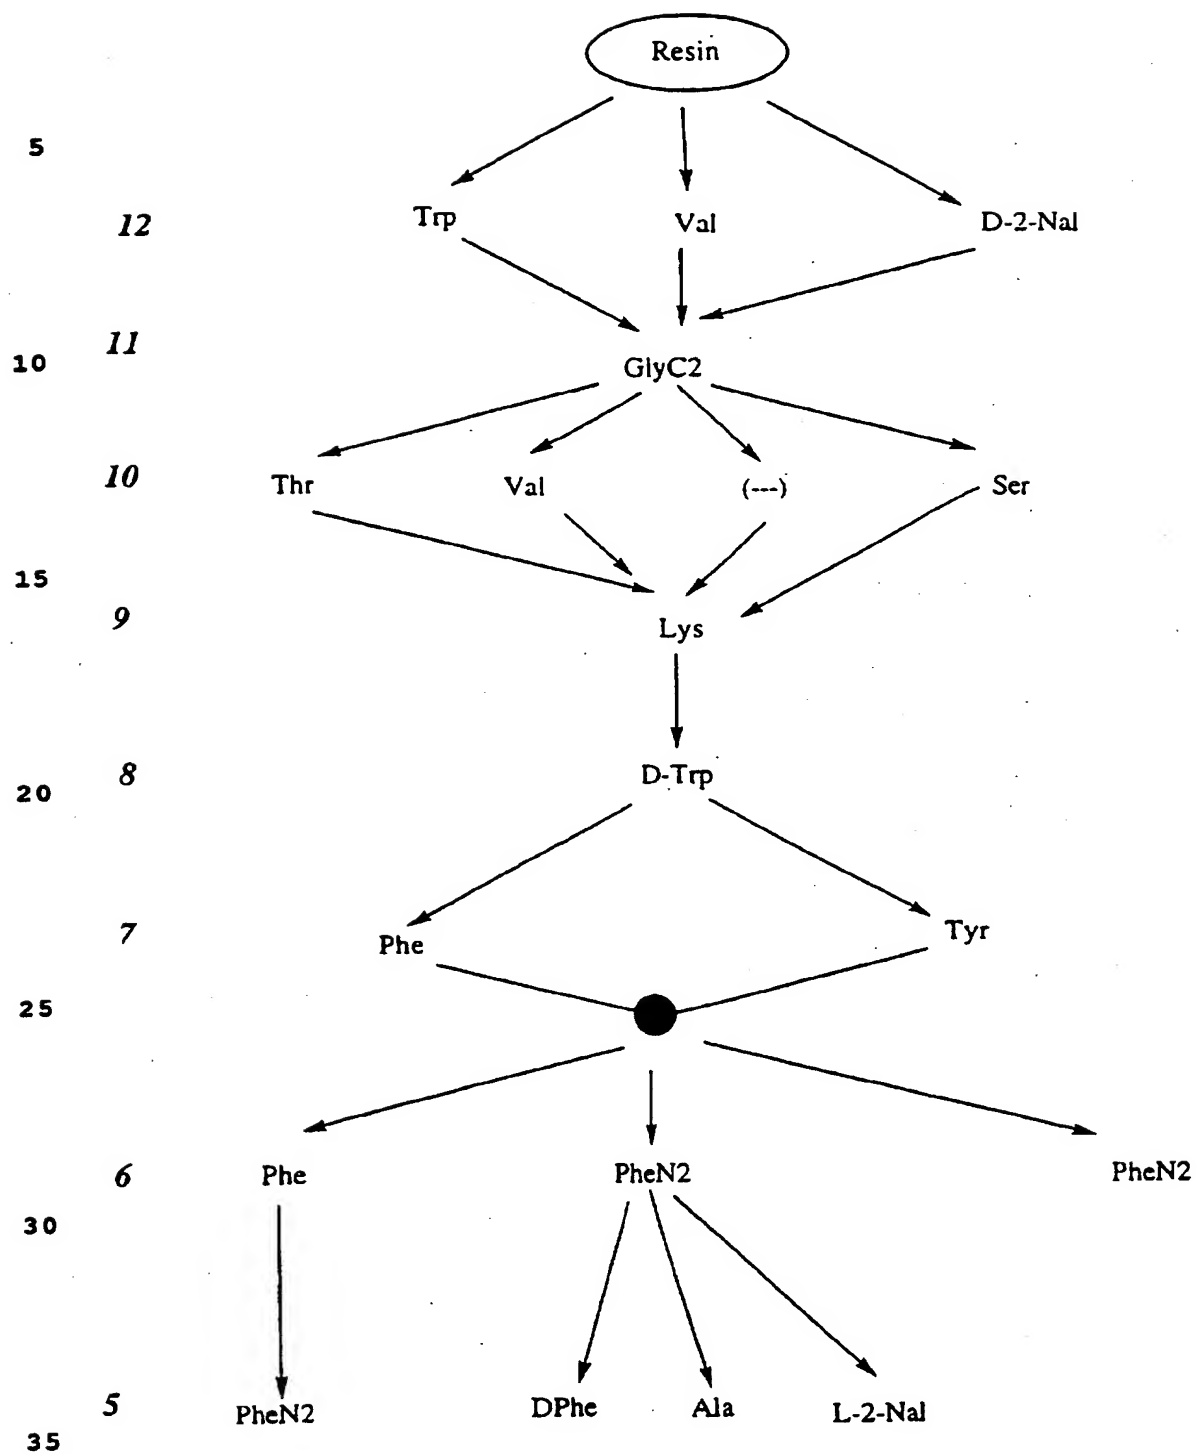 Resin
5
12 Trp Val D-2-Nal
11
10 GlyC2
10 Thr Val (---) Ser
15
9 Lys
8 D-Trp
20
7 Phe Tyr
25
6 Phe PheN2 PheN2
30
5 PheN2 DPhe Ala L-2-Nal
35